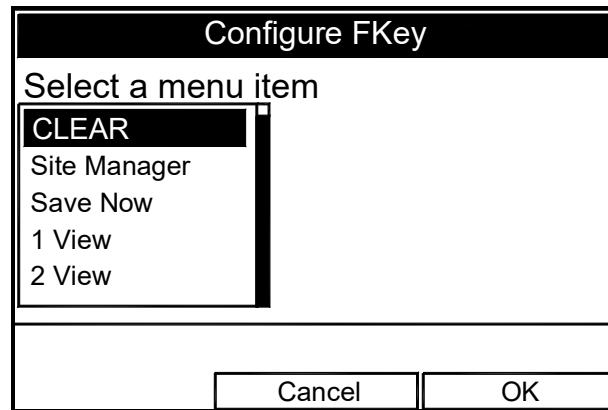 Configure FKey
Select a menu item
CLEAR
Site Manager
Save Now
1 View
2 View
Cancel OK